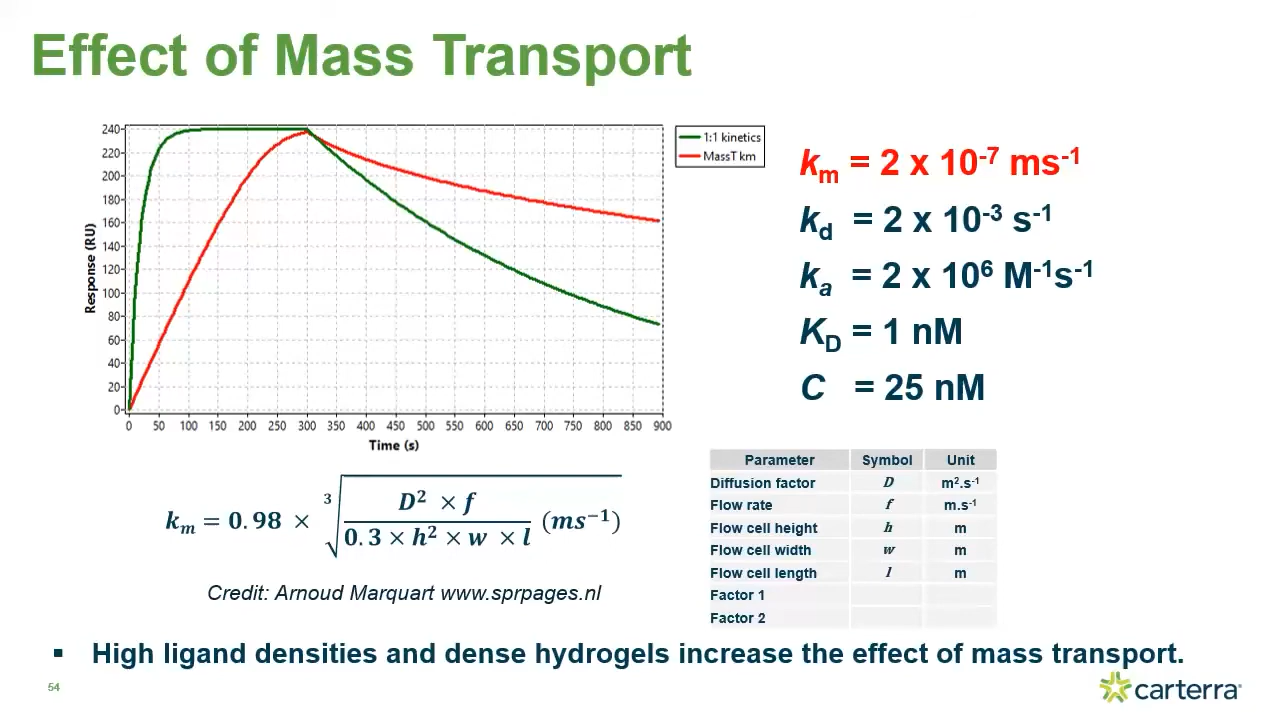 Effect of Mass Transport
240
220
200
180
160
140
120
100
80
60
40
20
0
Response (RU)
0 50 100 150 200 250 300 350 400 450 500 550 600 650 700 750 800 850 900
Time (s)
1:1 kinetics
MassT km
kₘ = 2 x 10⁻⁷ ms⁻¹
k_d = 2 x 10⁻³ s⁻¹
kₐ = 2 x 10⁶ M⁻¹s⁻¹
K_D = 1 nM
C = 25 nM
kₘ = 0.98 × ∛((D² × f) / (0.3 × h² × w × l)) (ms⁻¹)
Credit: Arnoud Marquart www.sprpages.nl
Parameter Symbol Unit
Diffusion factor D m².s⁻¹
Flow rate f m.s⁻¹
Flow cell height h m
Flow cell width w m
Flow cell length l m
Factor 1
Factor 2
▪ High ligand densities and dense hydrogels increase the effect of mass transport.
54
carterra